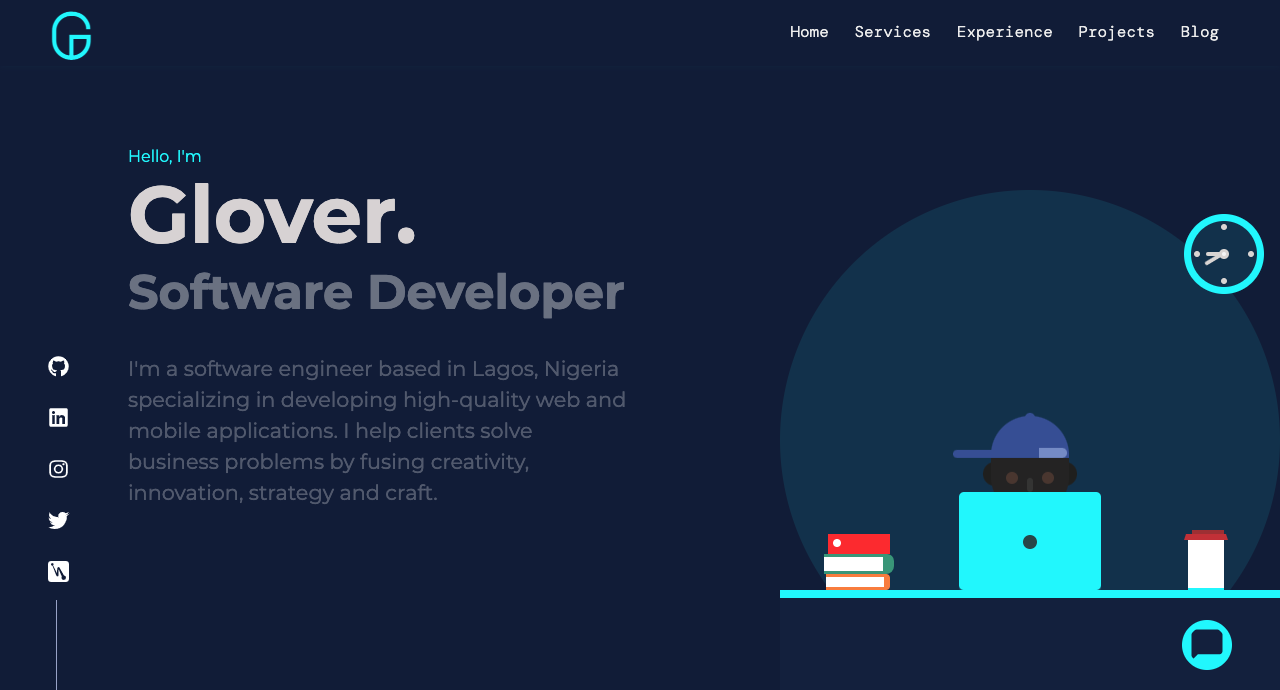 G
Home Services Experience Projects Blog
Hello, I'm
Glover.
Software Developer
I'm a software engineer based in Lagos, Nigeria
specializing in developing high-quality web and
mobile applications. I help clients solve
business problems by fusing creativity,
innovation, strategy and craft.